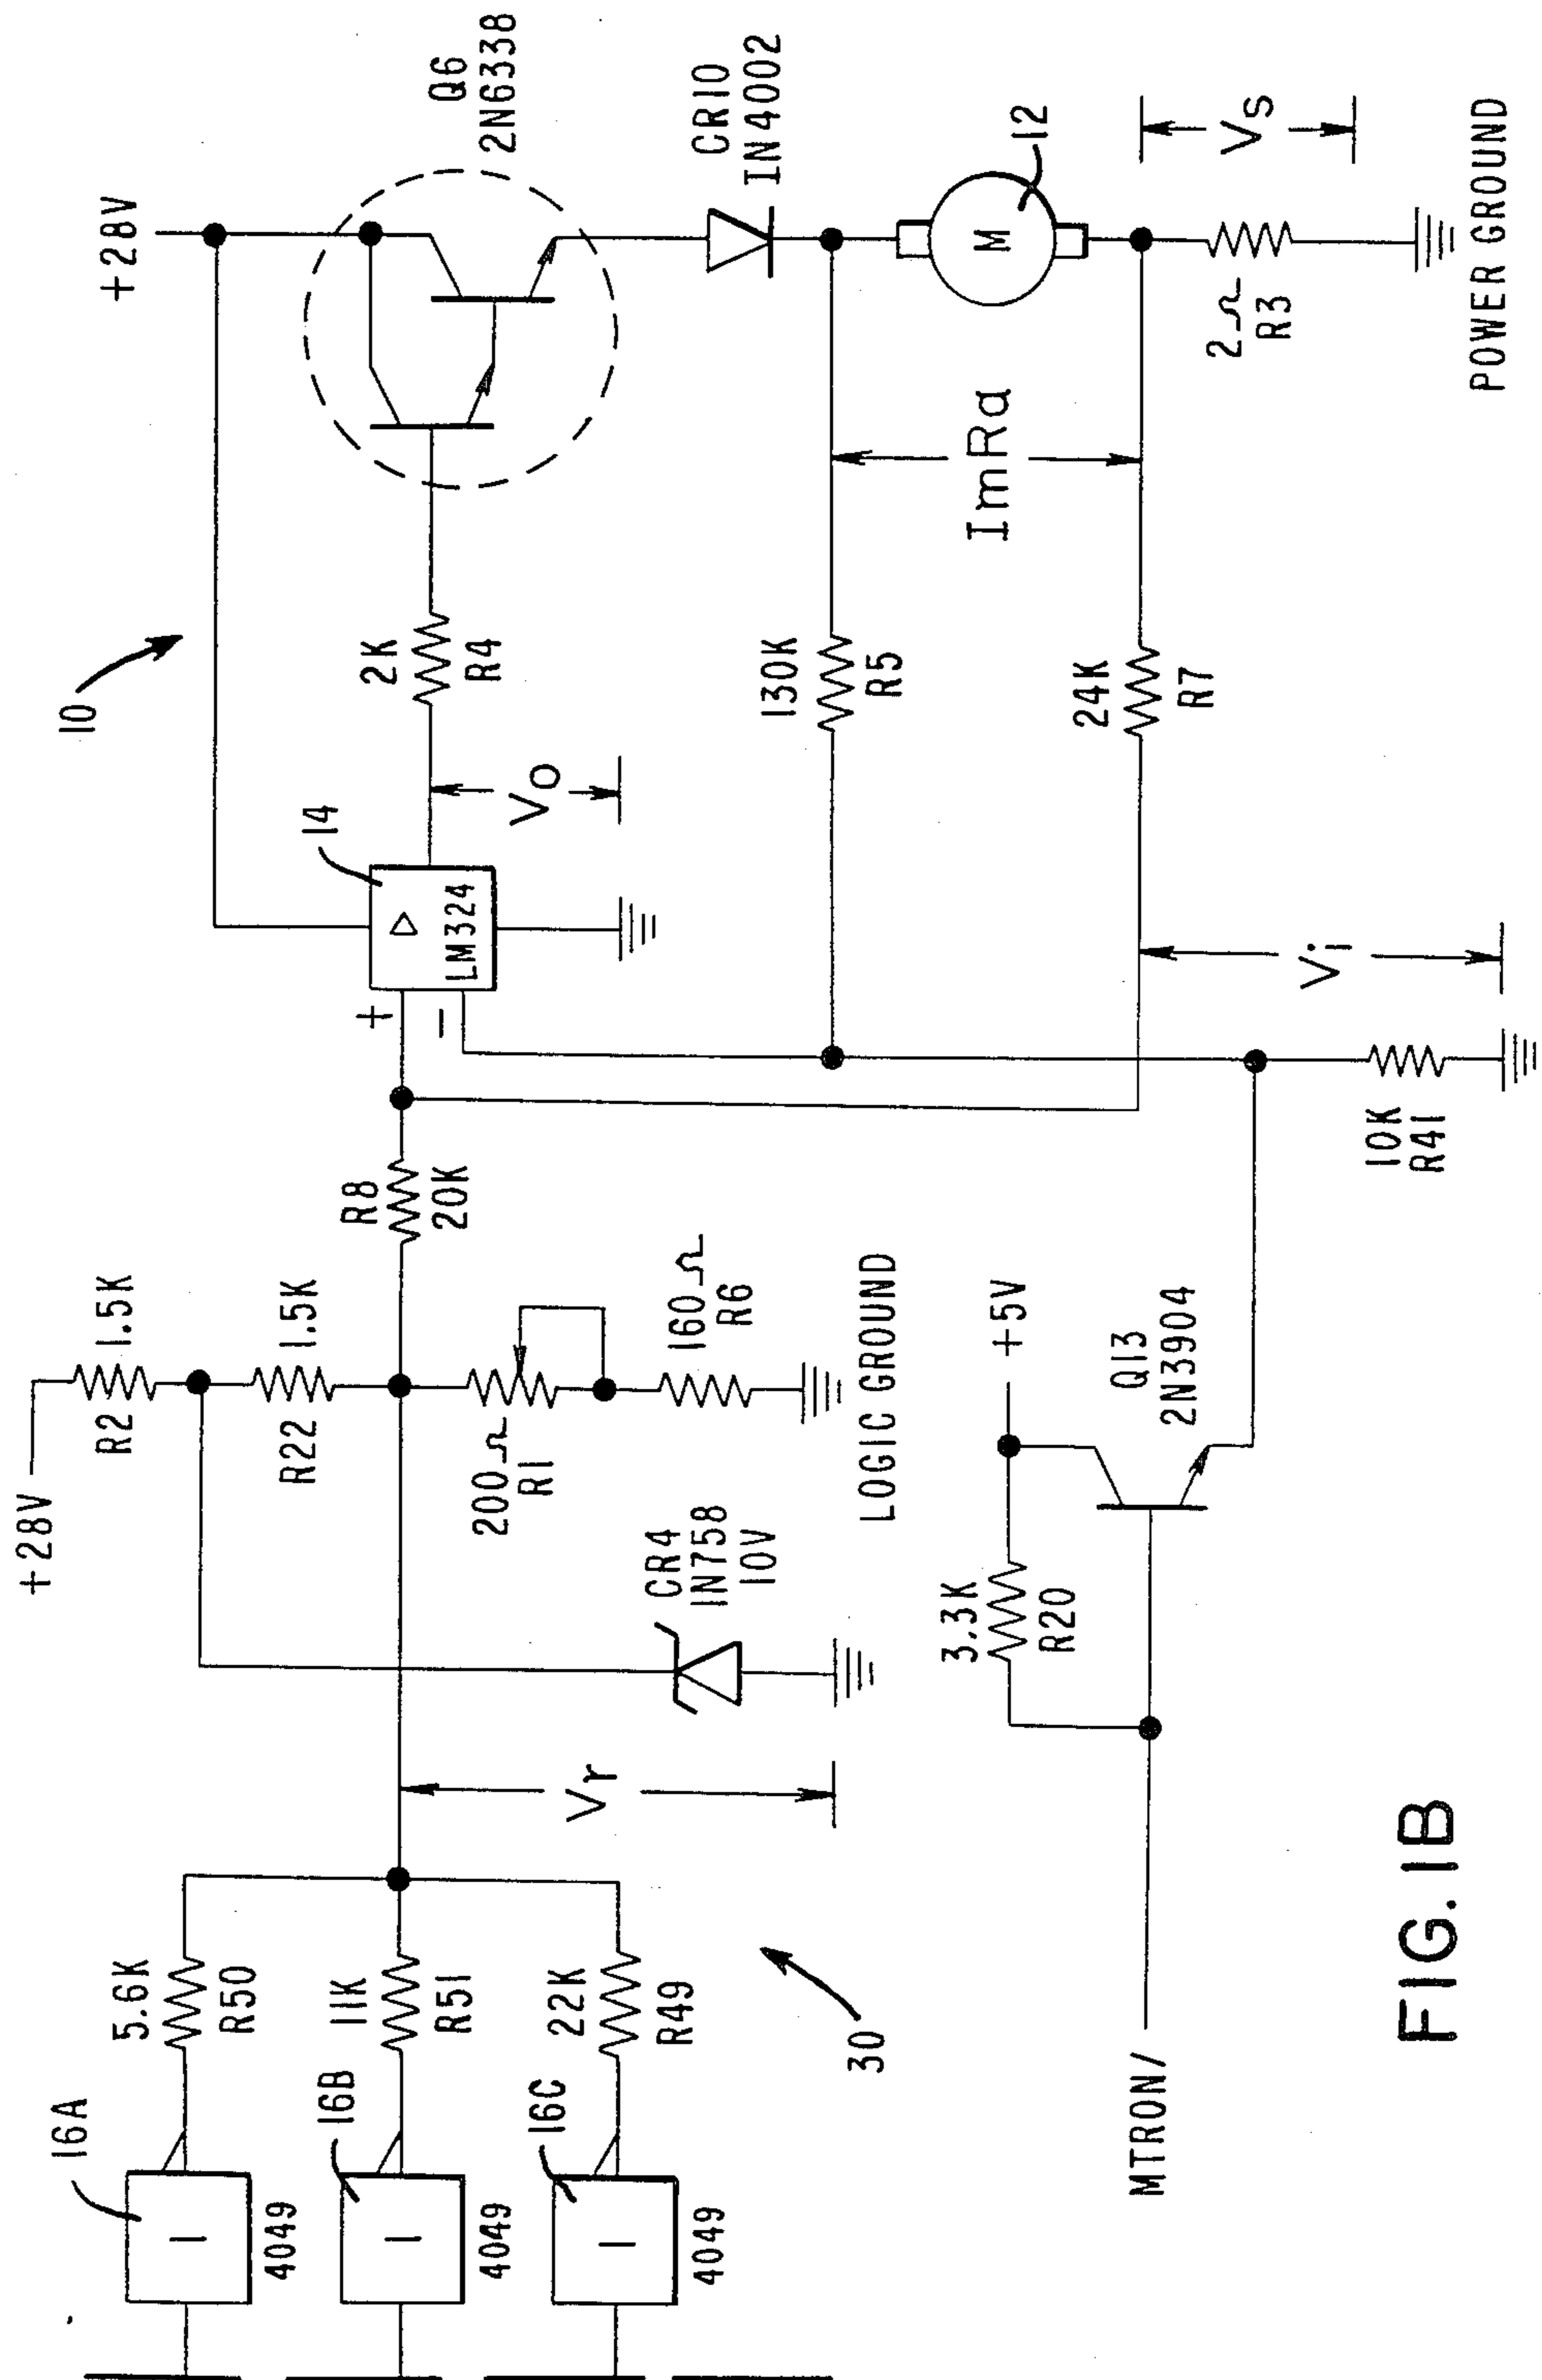 16A
4049
5.6K
R50
16B
4049
11K
R51
16C
4049
22K
R49
30
Vr
+28V
R2
1.5K
R22
1.5K
200Ω
R1
160Ω
R6
LOGIC GROUND
CR4
1N758
10V
R8
20K
+
-
14
LM324
VO
10
2K
R4
+28V
Q6
2N6338
CR10
IN4002
130K
R5
ImRa
24K
R7
M
12
2Ω
R3
Vs
POWER GROUND
Vi
10K
R41
MTRON/
3.3K
R20
+5V
Q13
2N3904
FIG. 1B